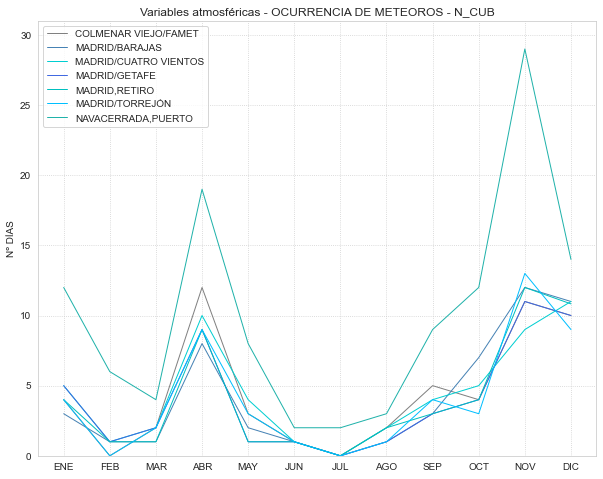 Variables atmosféricas - OCURRENCIA DE METEOROS - N_CUB
COLMENAR VIEJO/FAMET
MADRID/BARAJAS
MADRID/CUATRO VIENTOS
MADRID/GETAFE
MADRID,RETIRO
MADRID/TORREJÓN
NAVACERRADA,PUERTO
Nº DÍAS
30
25
20
15
10
5
0
ENE FEB MAR ABR MAY JUN JUL AGO SEP OCT NOV DIC